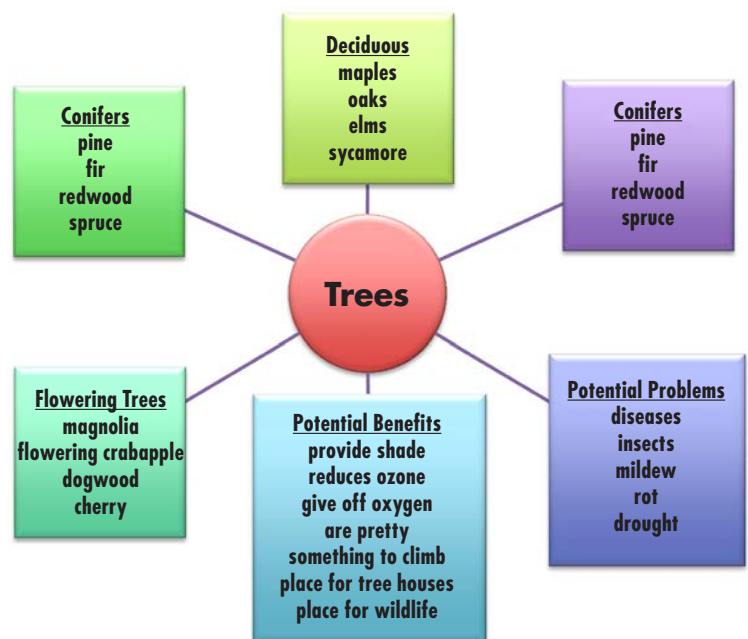 Deciduous
maples
oaks
elms
sycamore
Conifers
pine
fir
redwood
spruce
Conifers
pine
fir
redwood
spruce
Trees
Flowering Trees
magnolia
flowering crabapple
dogwood
cherry
Potential Benefits
provide shade
reduces ozone
give off oxygen
are pretty
something to climb
place for tree houses
place for wildlife
Potential Problems
diseases
insects
mildew
rot
drought